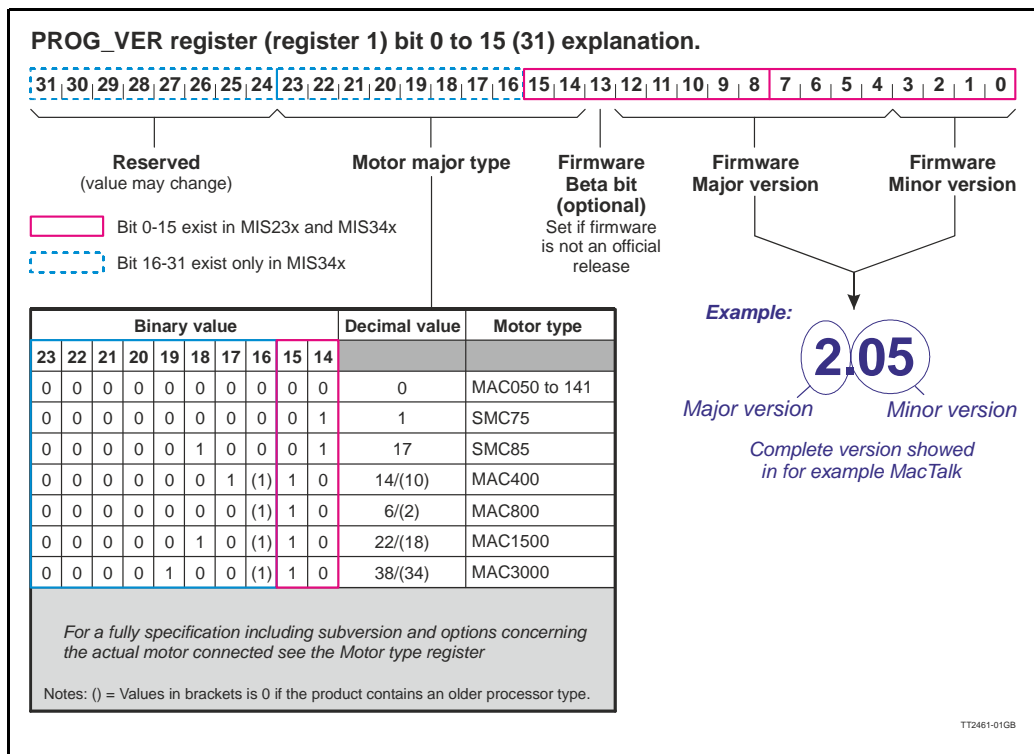 PROG_VER register (register 1) bit 0 to 15 (31) explanation.
31 30 29 28 27 26 25 24 23 22 21 20 19 18 17 16 15 14 13 12 11 10 9 8 7 6 5 4 3 2 1 0
Reserved
(value may change)
Motor major type
Firmware
Beta bit
(optional)
Set if firmware
is not an official
release
Firmware
Major version
Firmware
Minor version
Bit 0-15 exist in MIS23x and MIS34x
Bit 16-31 exist only in MIS34x
Binary value Decimal value Motor type
23 22 21 20 19 18 17 16 15 14
0 0 0 0 0 0 0 0 0 0 0 MAC050 to 141
0 0 0 0 0 0 0 0 0 1 1 SMC75
0 0 0 0 0 1 0 0 0 1 17 SMC85
0 0 0 0 0 0 1 (1) 1 0 14/(10) MAC400
0 0 0 0 0 0 0 (1) 1 0 6/(2) MAC800
0 0 0 0 0 1 0 (1) 1 0 22/(18) MAC1500
0 0 0 0 1 0 0 (1) 1 0 38/(34) MAC3000
For a fully specification including subversion and options concerning
the actual motor connected see the Motor type register
Notes: () = Values in brackets is 0 if the product contains an older processor type.
Example:
2.05
Major version
Minor version
Complete version showed
in for example MacTalk
TT2461-01GB